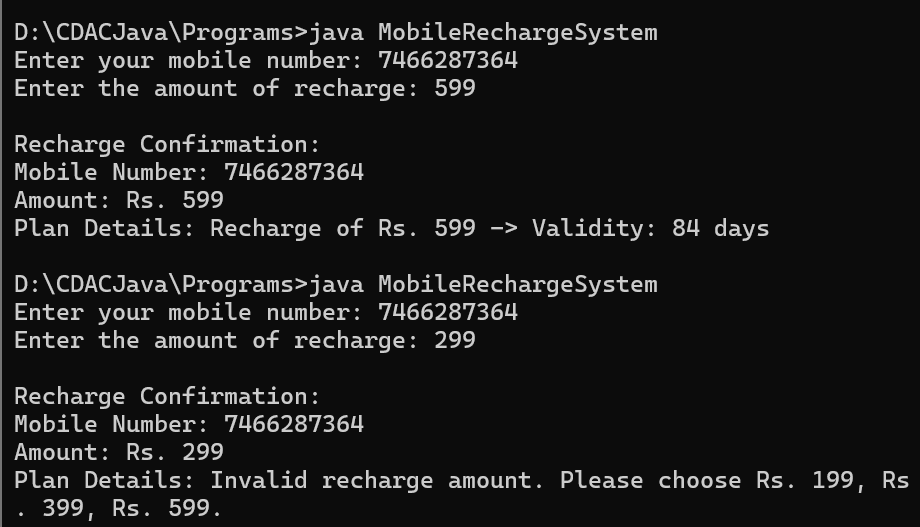 D:\CDACJava\Programs>java MobileRechargeSystem
Enter your mobile number: 7466287364
Enter the amount of recharge: 599
Recharge Confirmation:
Mobile Number: 7466287364
Amount: Rs. 599
Plan Details: Recharge of Rs. 599 -> Validity: 84 days
D:\CDACJava\Programs>java MobileRechargeSystem
Enter your mobile number: 7466287364
Enter the amount of recharge: 299
Recharge Confirmation:
Mobile Number: 7466287364
Amount: Rs. 299
Plan Details: Invalid recharge amount. Please choose Rs. 199, Rs
. 399, Rs. 599.